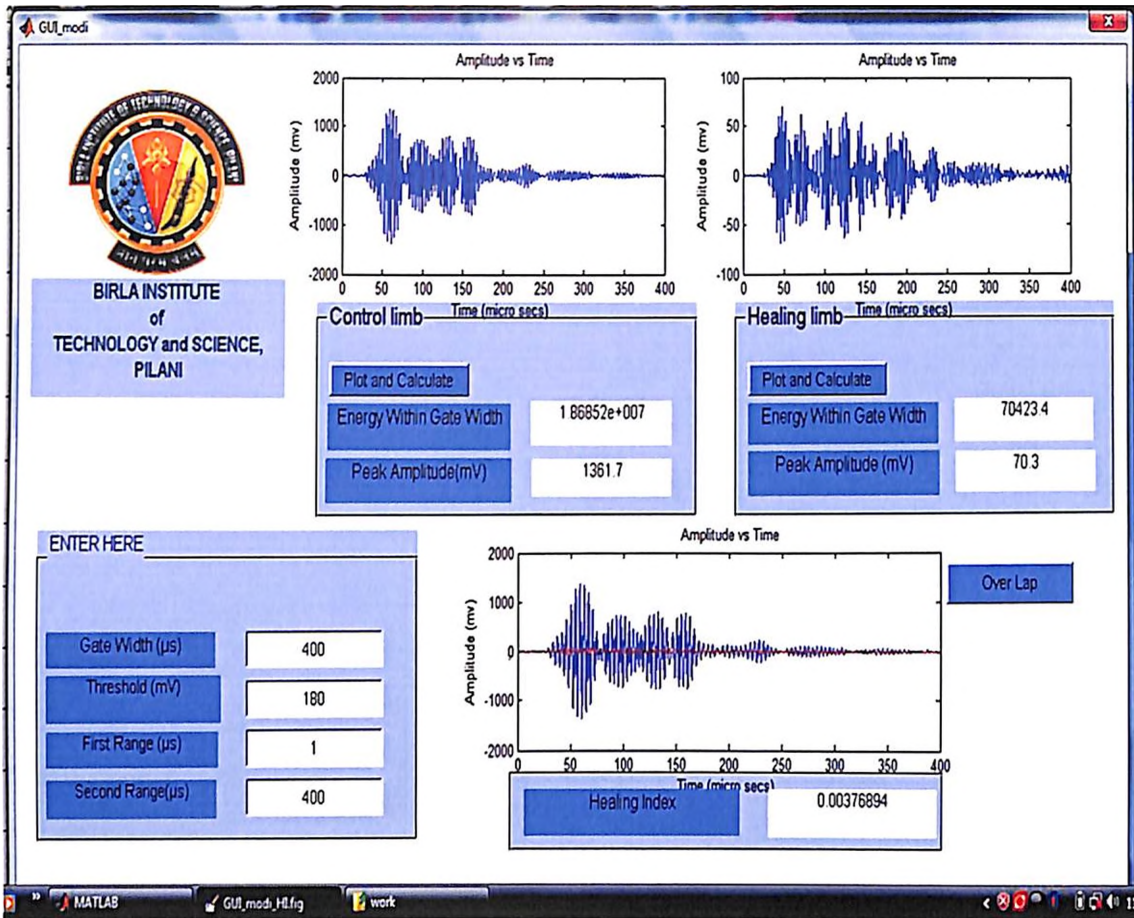 GUI_modi
BIRLA INSTITUTE OF TECHNOLOGY & SCIENCE, PILANI
BIRLA INSTITUTE
of
TECHNOLOGY and SCIENCE,
PILANI
Amplitude vs Time
Amplitude (mv)
2000
1000
0
-1000
-2000
0 50 100 150 200 250 300 350 400
Time (micro secs)
Amplitude vs Time
Amplitude (mv)
100
50
0
-50
-100
0 50 100 150 200 250 300 350 400
Time (micro secs)
Control limb
Plot and Calculate
Energy Within Gate Width 1.86852e+007
Peak Amplitude(mV) 1361.7
Healing limb
Plot and Calculate
Energy Within Gate Width 70423.4
Peak Amplitude (mV) 70.3
ENTER HERE
Gate Width (µs) 400
Threshold (mV) 180
First Range (µs) 1
Second Range(µs) 400
Amplitude vs Time
Amplitude (mv)
2000
1000
0
-1000
-2000
0 50 100 150 200 250 300 350 400
Time (micro secs)
Over Lap
Healing Index 0.00376894
» MATLAB GUI_modi_HI.fig work